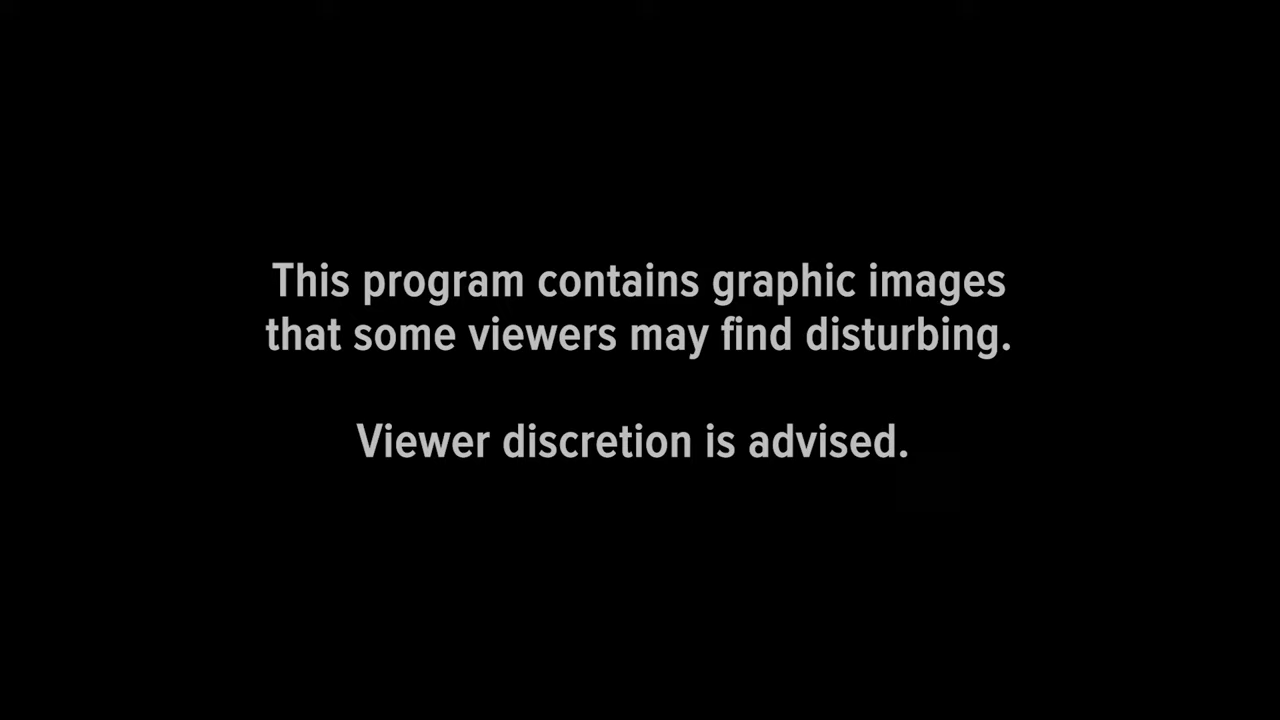 This program contains graphic images
that some viewers may find disturbing.
Viewer discretion is advised.